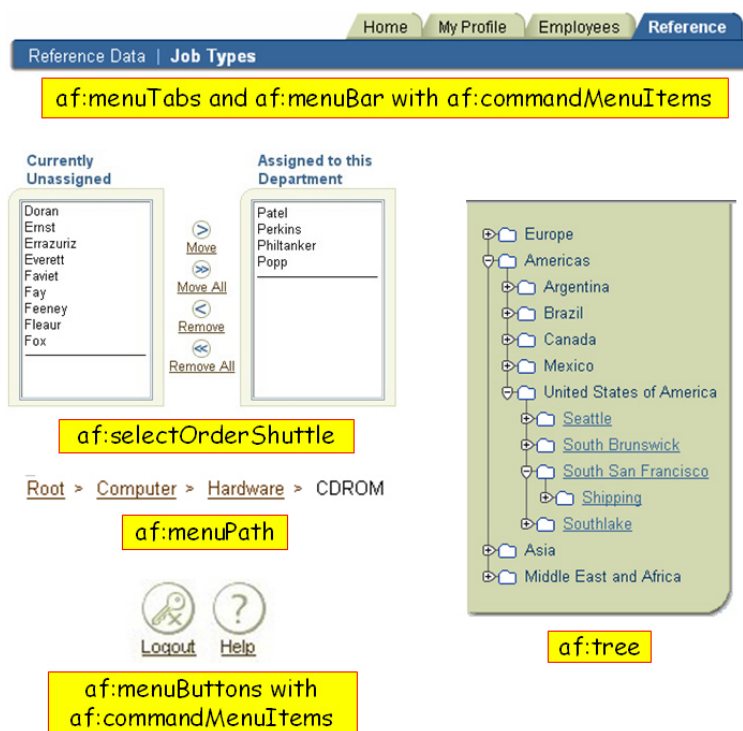 Home My Profile Employees Reference
Reference Data | Job Types
af:menuTabs and af:menuBar with af:commandMenuItems
Currently
Unassigned
Doran
Ernst
Errazuriz
Everett
Faviet
Fay
Feeney
Fleaur
Fox
Move
Move All
Remove
Remove All
Assigned to this
Department
Patel
Perkins
Philtanker
Popp
af:selectOrderShuttle
Root > Computer > Hardware > CDROM
af:menuPath
Logout Help
af:menuButtons with
af:commandMenuItems
Europe
Americas
Argentina
Brazil
Canada
Mexico
United States of America
Seattle
South Brunswick
South San Francisco
Shipping
Southlake
Asia
Middle East and Africa
af:tree